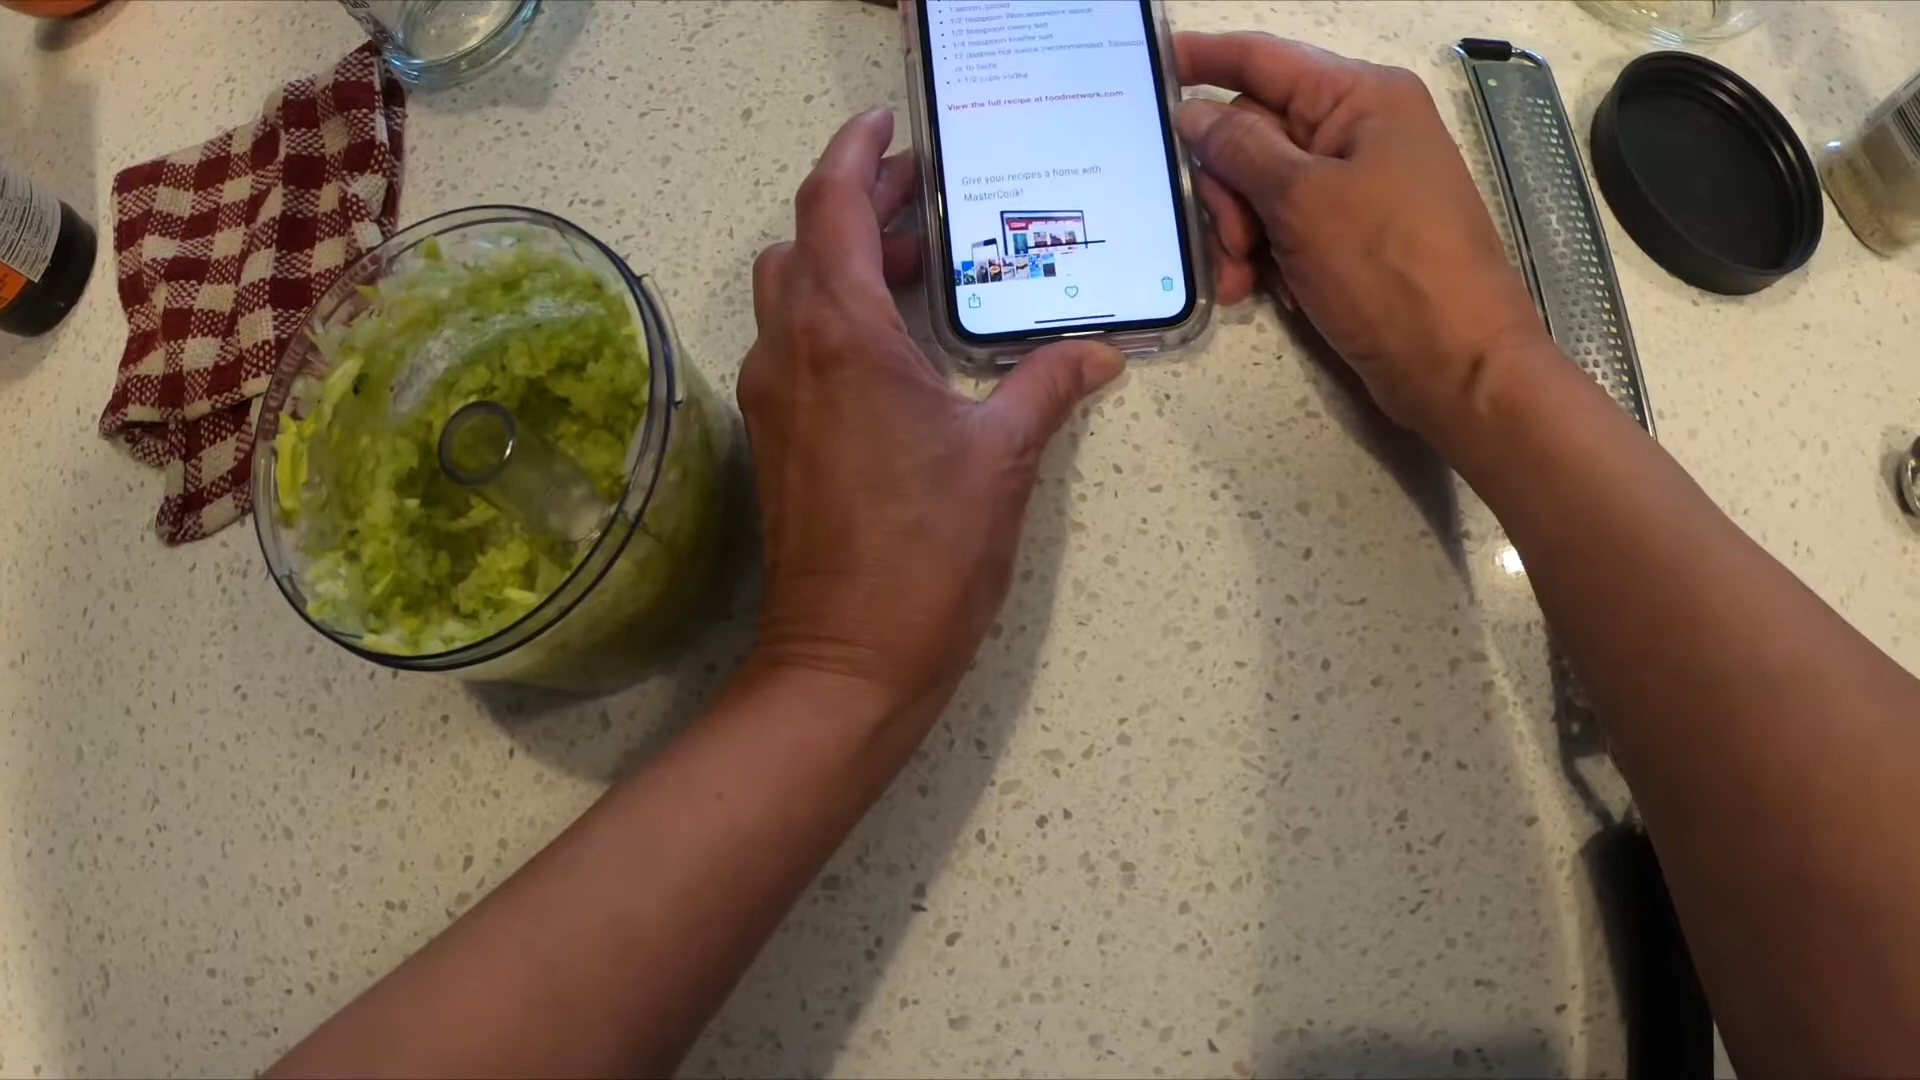 1 lemon, juiced
1/2 teaspoon Worcestershire sauce
1/2 teaspoon celery salt
1/4 teaspoon kosher salt
12 dashes hot sauce (recommended: Tabasco)
or to taste
1 1/2 cups vodka
View the full recipe at foodnetwork.com
Give your recipes a home with
MasterCook!